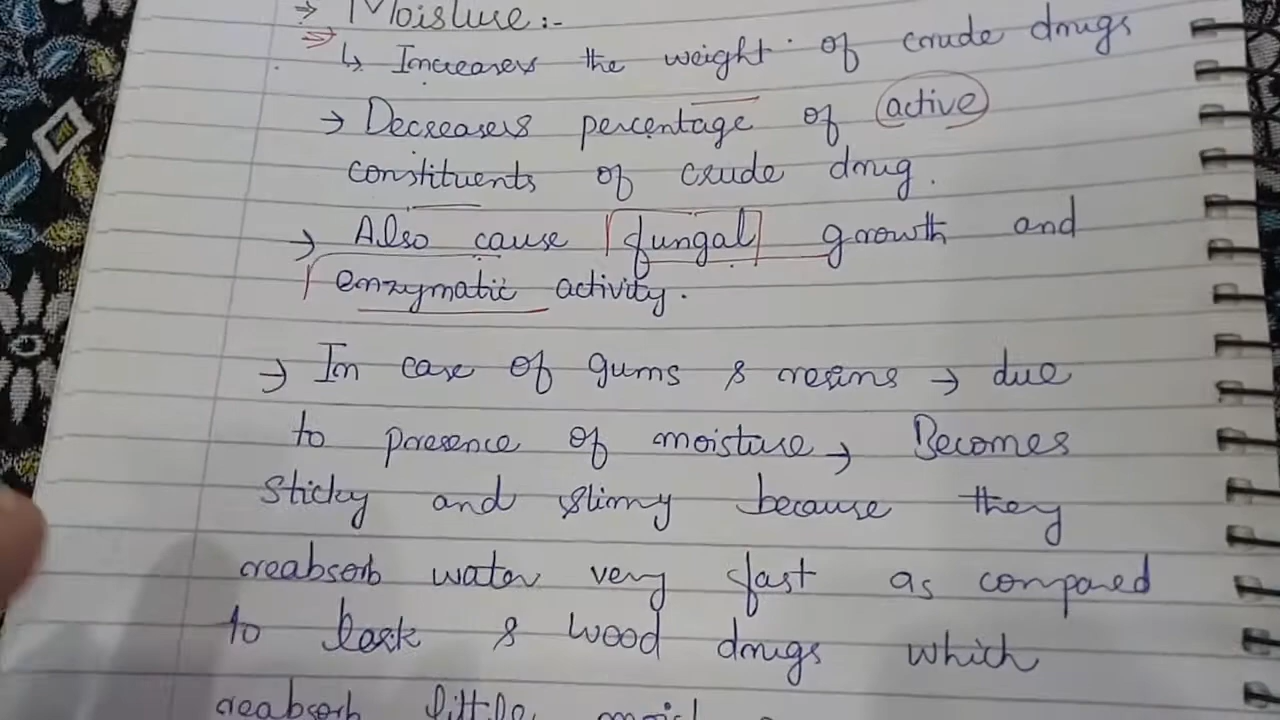 → Moisture:-
↳ Increases the weight of crude drugs
→ Decreases percentage of active
constituents of crude drug.
→ Also cause fungal growth and
enzymatic activity.
→ In case of gums & resins → due
to presence of moisture → Becomes
sticky and slimy because they
reabsorb water very fast as compared
to bark & wood drugs which
reabsorb little